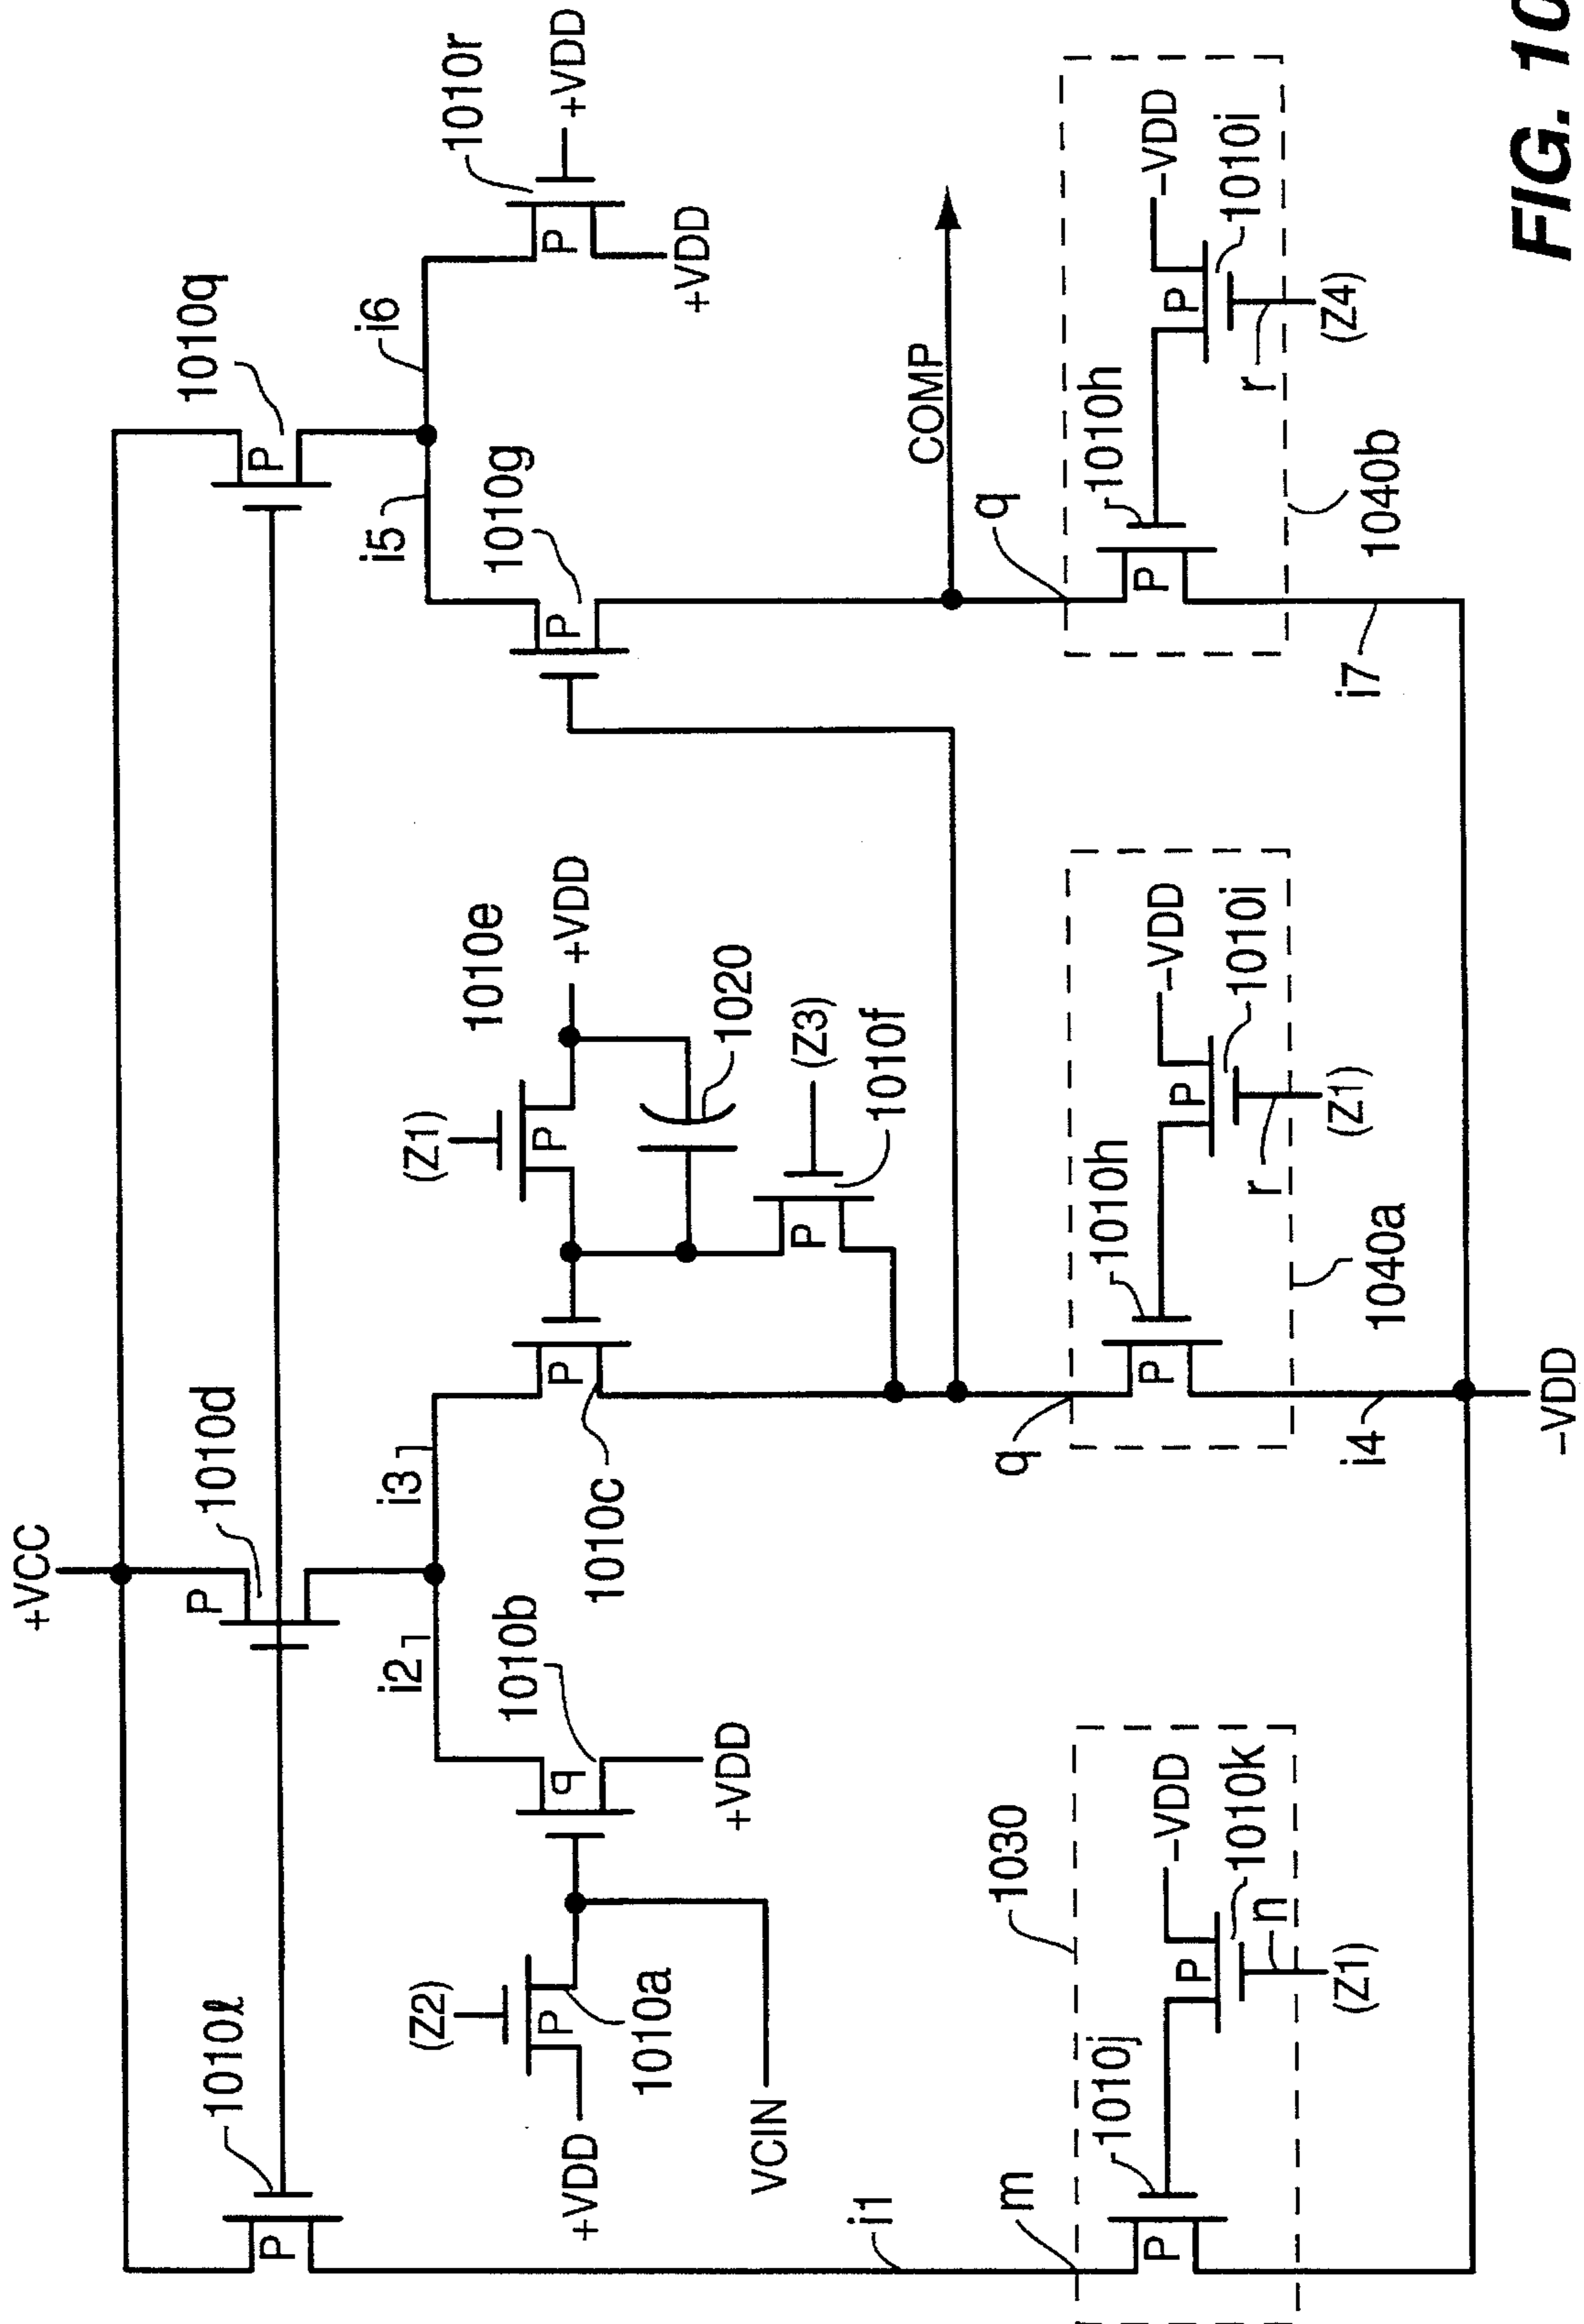 +VCC
1010ℓ
P
1010d
P
1010q
P
1010r
+VDD
P
+VDD
i2
i3
i5
i6
(Z2)
P
+VDD
1010a
VCIN
1010b
q
+VDD
1010c
P
(Z1)
P
1010e
+VDD
1020
(Z3)
1010f
P
1010g
P
COMP
i1
m
1030
1010j
P
-VDD
P
1010k
n
(Z1)
q
1010h
P
-VDD
P
1010i
r
(Z1)
1040a
i4
-VDD
q
1010h
P
-VDD
P
1010i
r
(Z4)
1040b
i7
FIG. 10